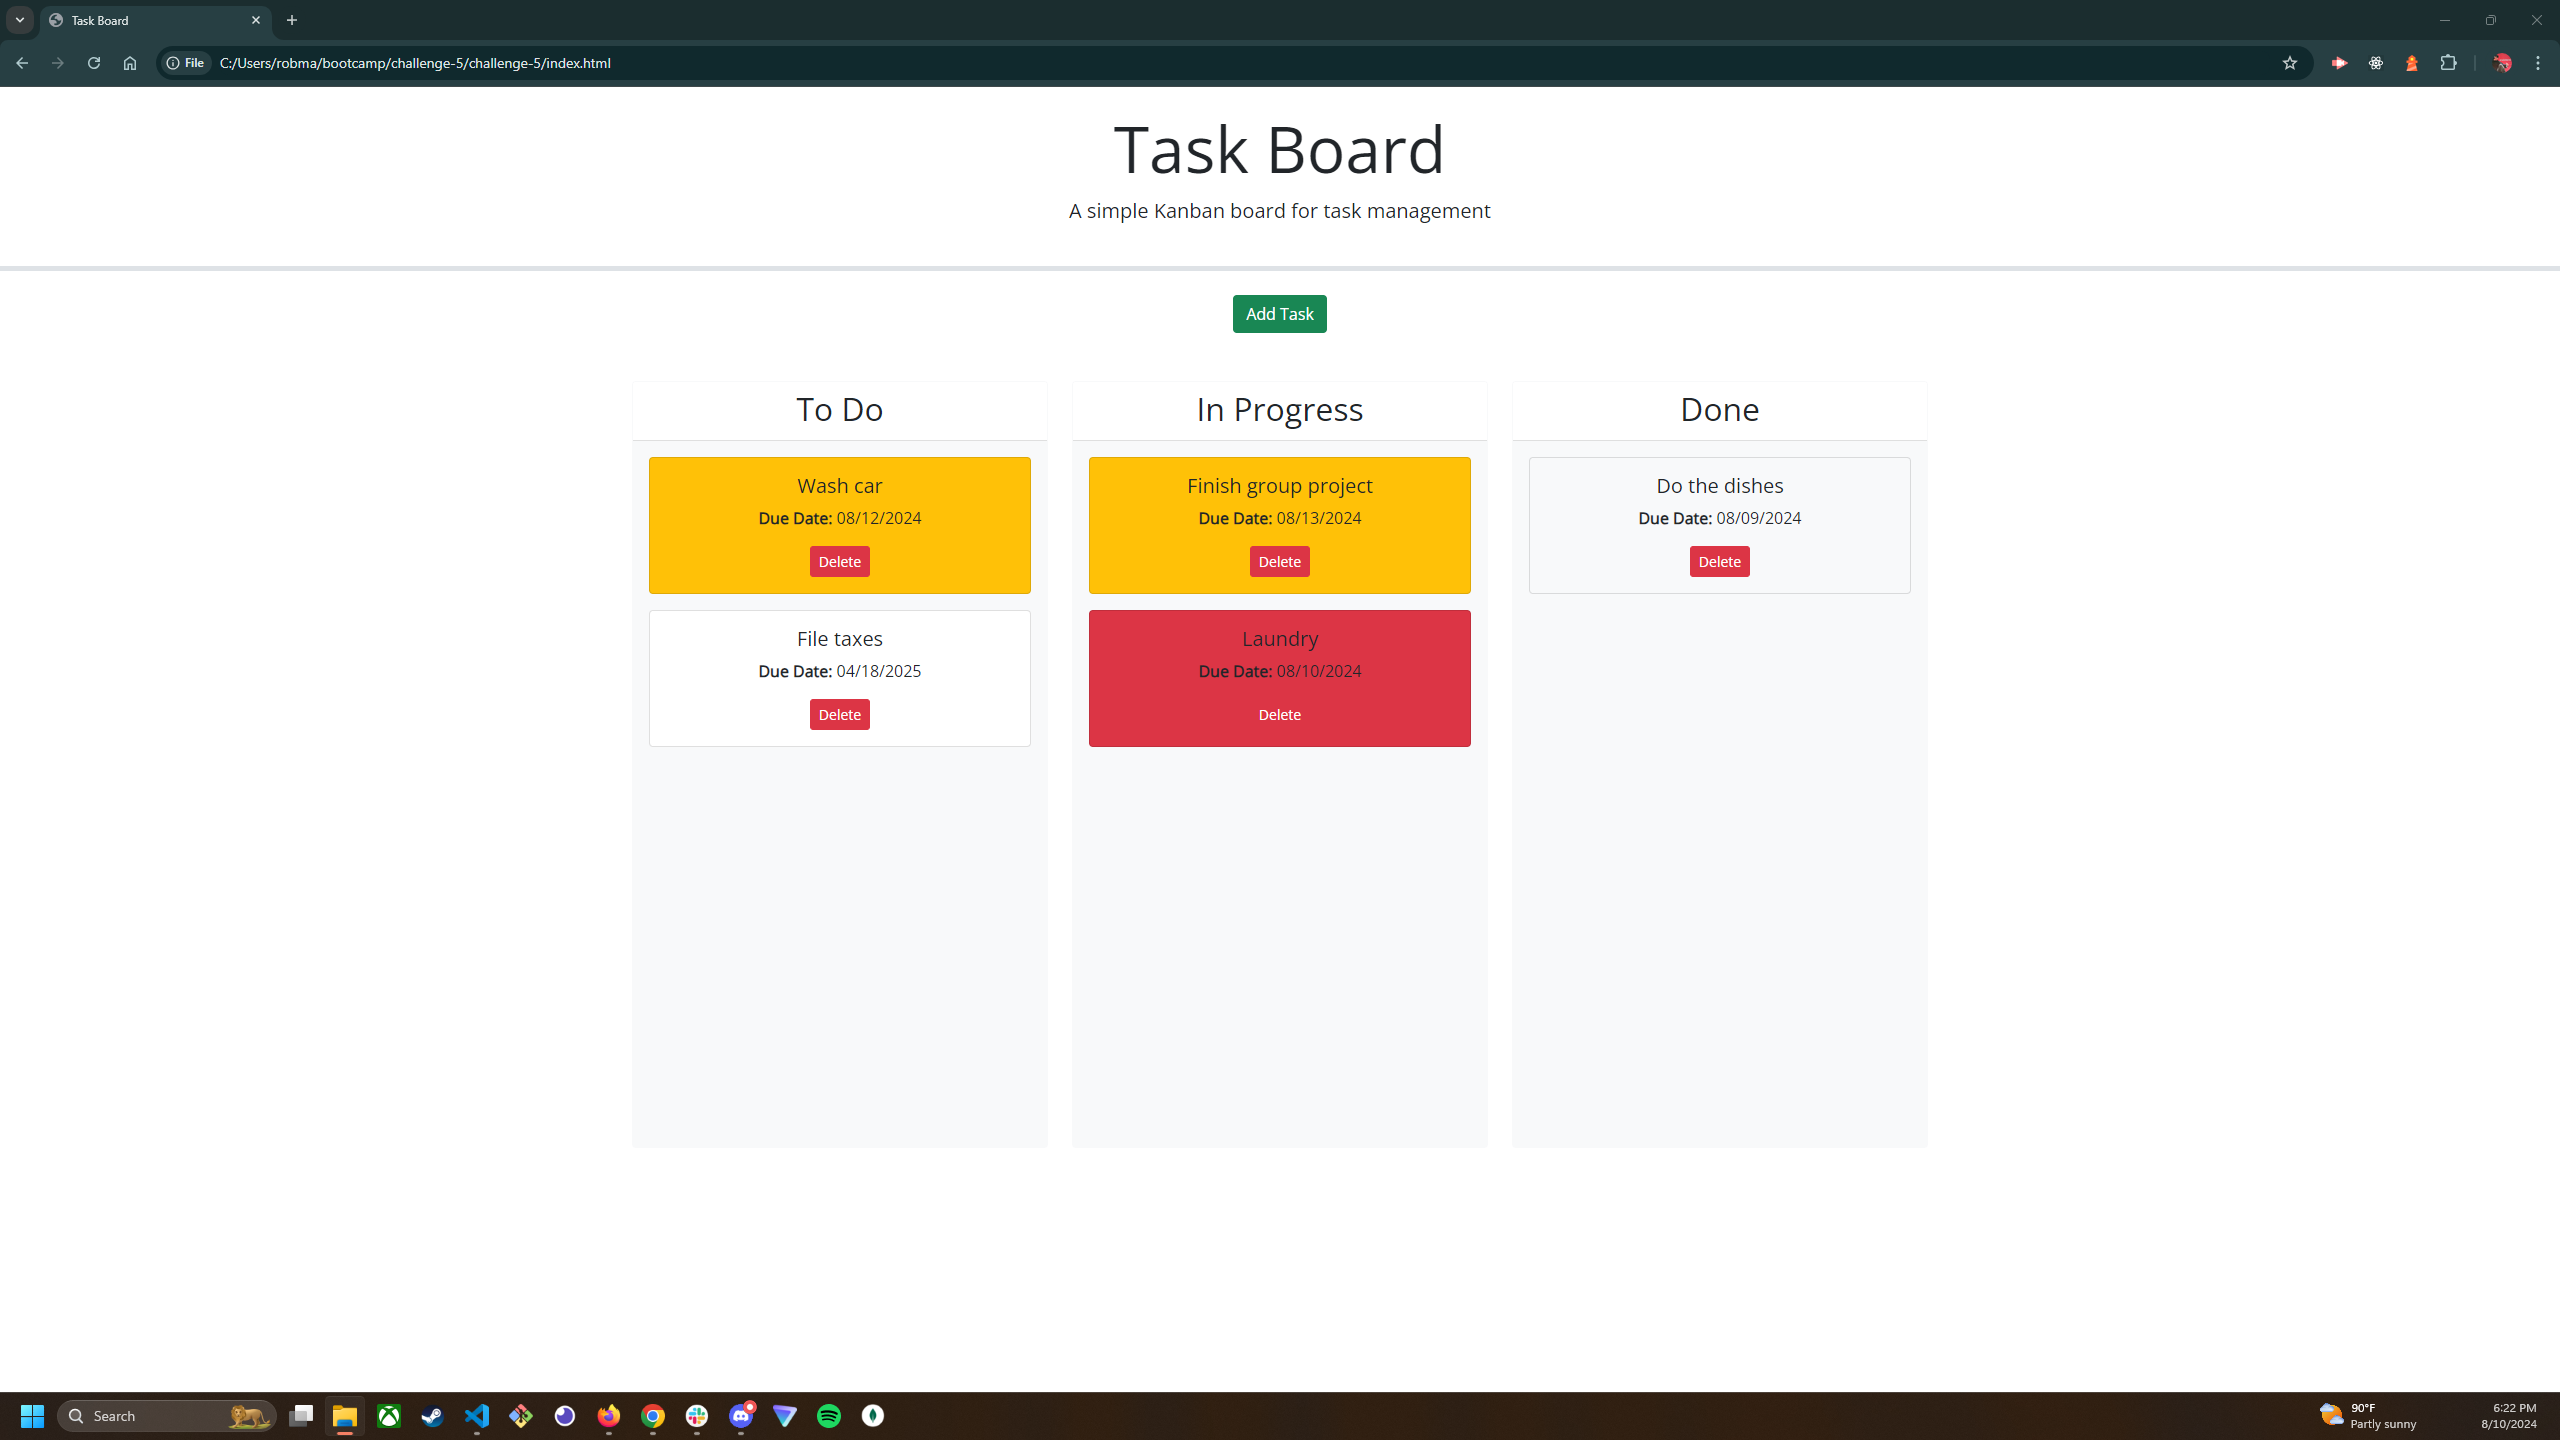 Task Board
File
C:/Users/robma/bootcamp/challenge-5/challenge-5/index.html
Task Board
A simple Kanban board for task management
Add Task
To Do
Wash car
Due Date: 08/12/2024
Delete
File taxes
Due Date: 04/18/2025
Delete
In Progress
Finish group project
Due Date: 08/13/2024
Delete
Laundry
Due Date: 08/10/2024
Delete
Done
Do the dishes
Due Date: 08/09/2024
Delete
Search
90°F
Partly sunny
6:22 PM
8/10/2024